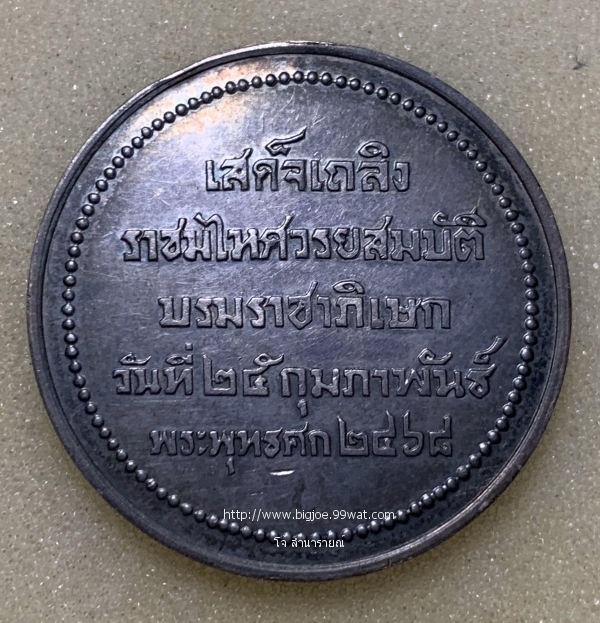 เสด็จเถลิง
ราชมไหศวรยสมบัติ
บรมราชาภิเษก
วันที่ ๒๕ กุมภาพันธ์
พระพุทธศก ๒๔๖๘
http://www.bigjoe.99wat.com
โจ ลำนารายณ์